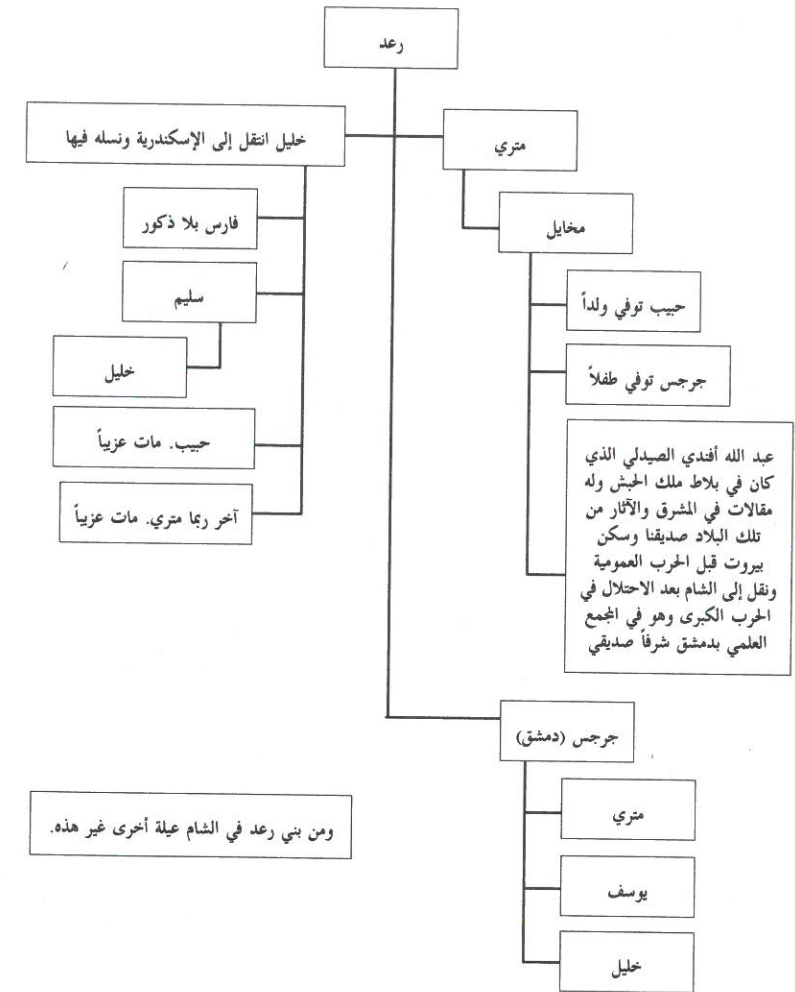 رعد
متري
خليل انتقل إلى الإسكندرية ونسله فيها
مخايل
فارس بلا ذكور
سليم
خليل
حبيب. مات عزيباً
آخر ربما متري. مات عزيباً
حبيب توفي ولداً
جرجس توفي طفلاً
عبد الله أفندي الصيدلي الذي
كان في بلاط ملك الحبش وله
مقالات في المشرق والآثار من
تلك البلاد صديقنا وسكن
بيروت قبل الحرب العمومية
ونقل إلى الشام بعد الاحتلال في
الحرب الكبرى وهو في المجمع
العلمي بدمشق شرفاً صديقي
جرجس (دمشق)
متري
يوسف
خليل
ومن بني رعد في الشام عيلة أخرى غير هذه.